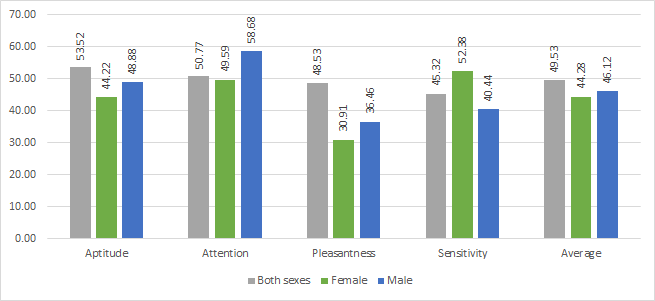 70.00
60.00
50.00
40.00
30.00
20.00
10.00
0.00
53.52 44.22 48.88 50.77 49.59 58.68 48.53 30.91 36.46 45.32 52.38 40.44 49.53 44.28 46.12
Aptitude Attention Pleasantness Sensitivity Average
Both sexes Female Male